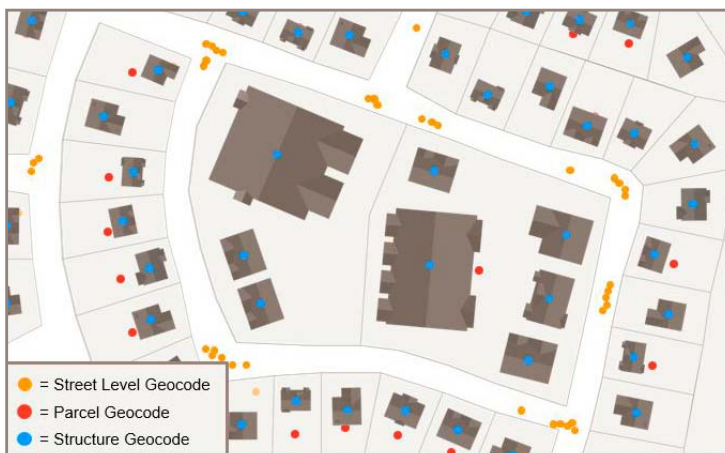 = Street Level Geocode
= Parcel Geocode
= Structure Geocode